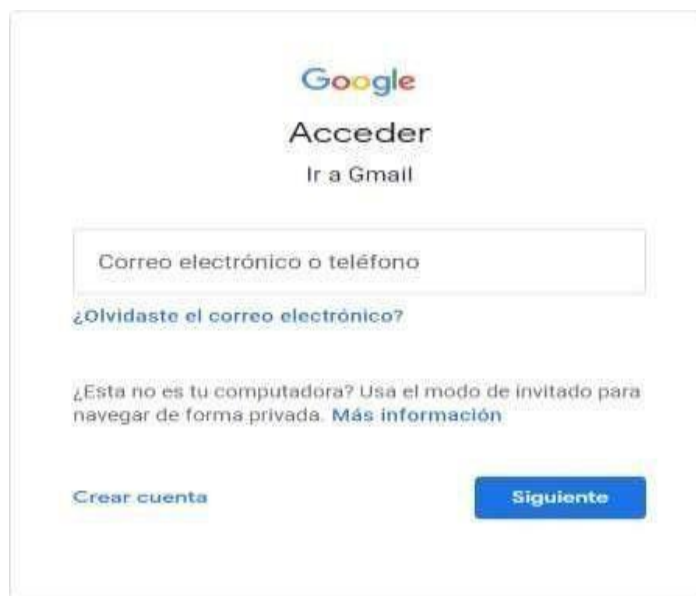 Google
Acceder
Ir a Gmail
Correo electrónico o teléfono
¿Olvidaste el correo electrónico?
¿Esta no es tu computadora? Usa el modo de invitado para
navegar de forma privada. Más información
Crear cuenta
Siguiente